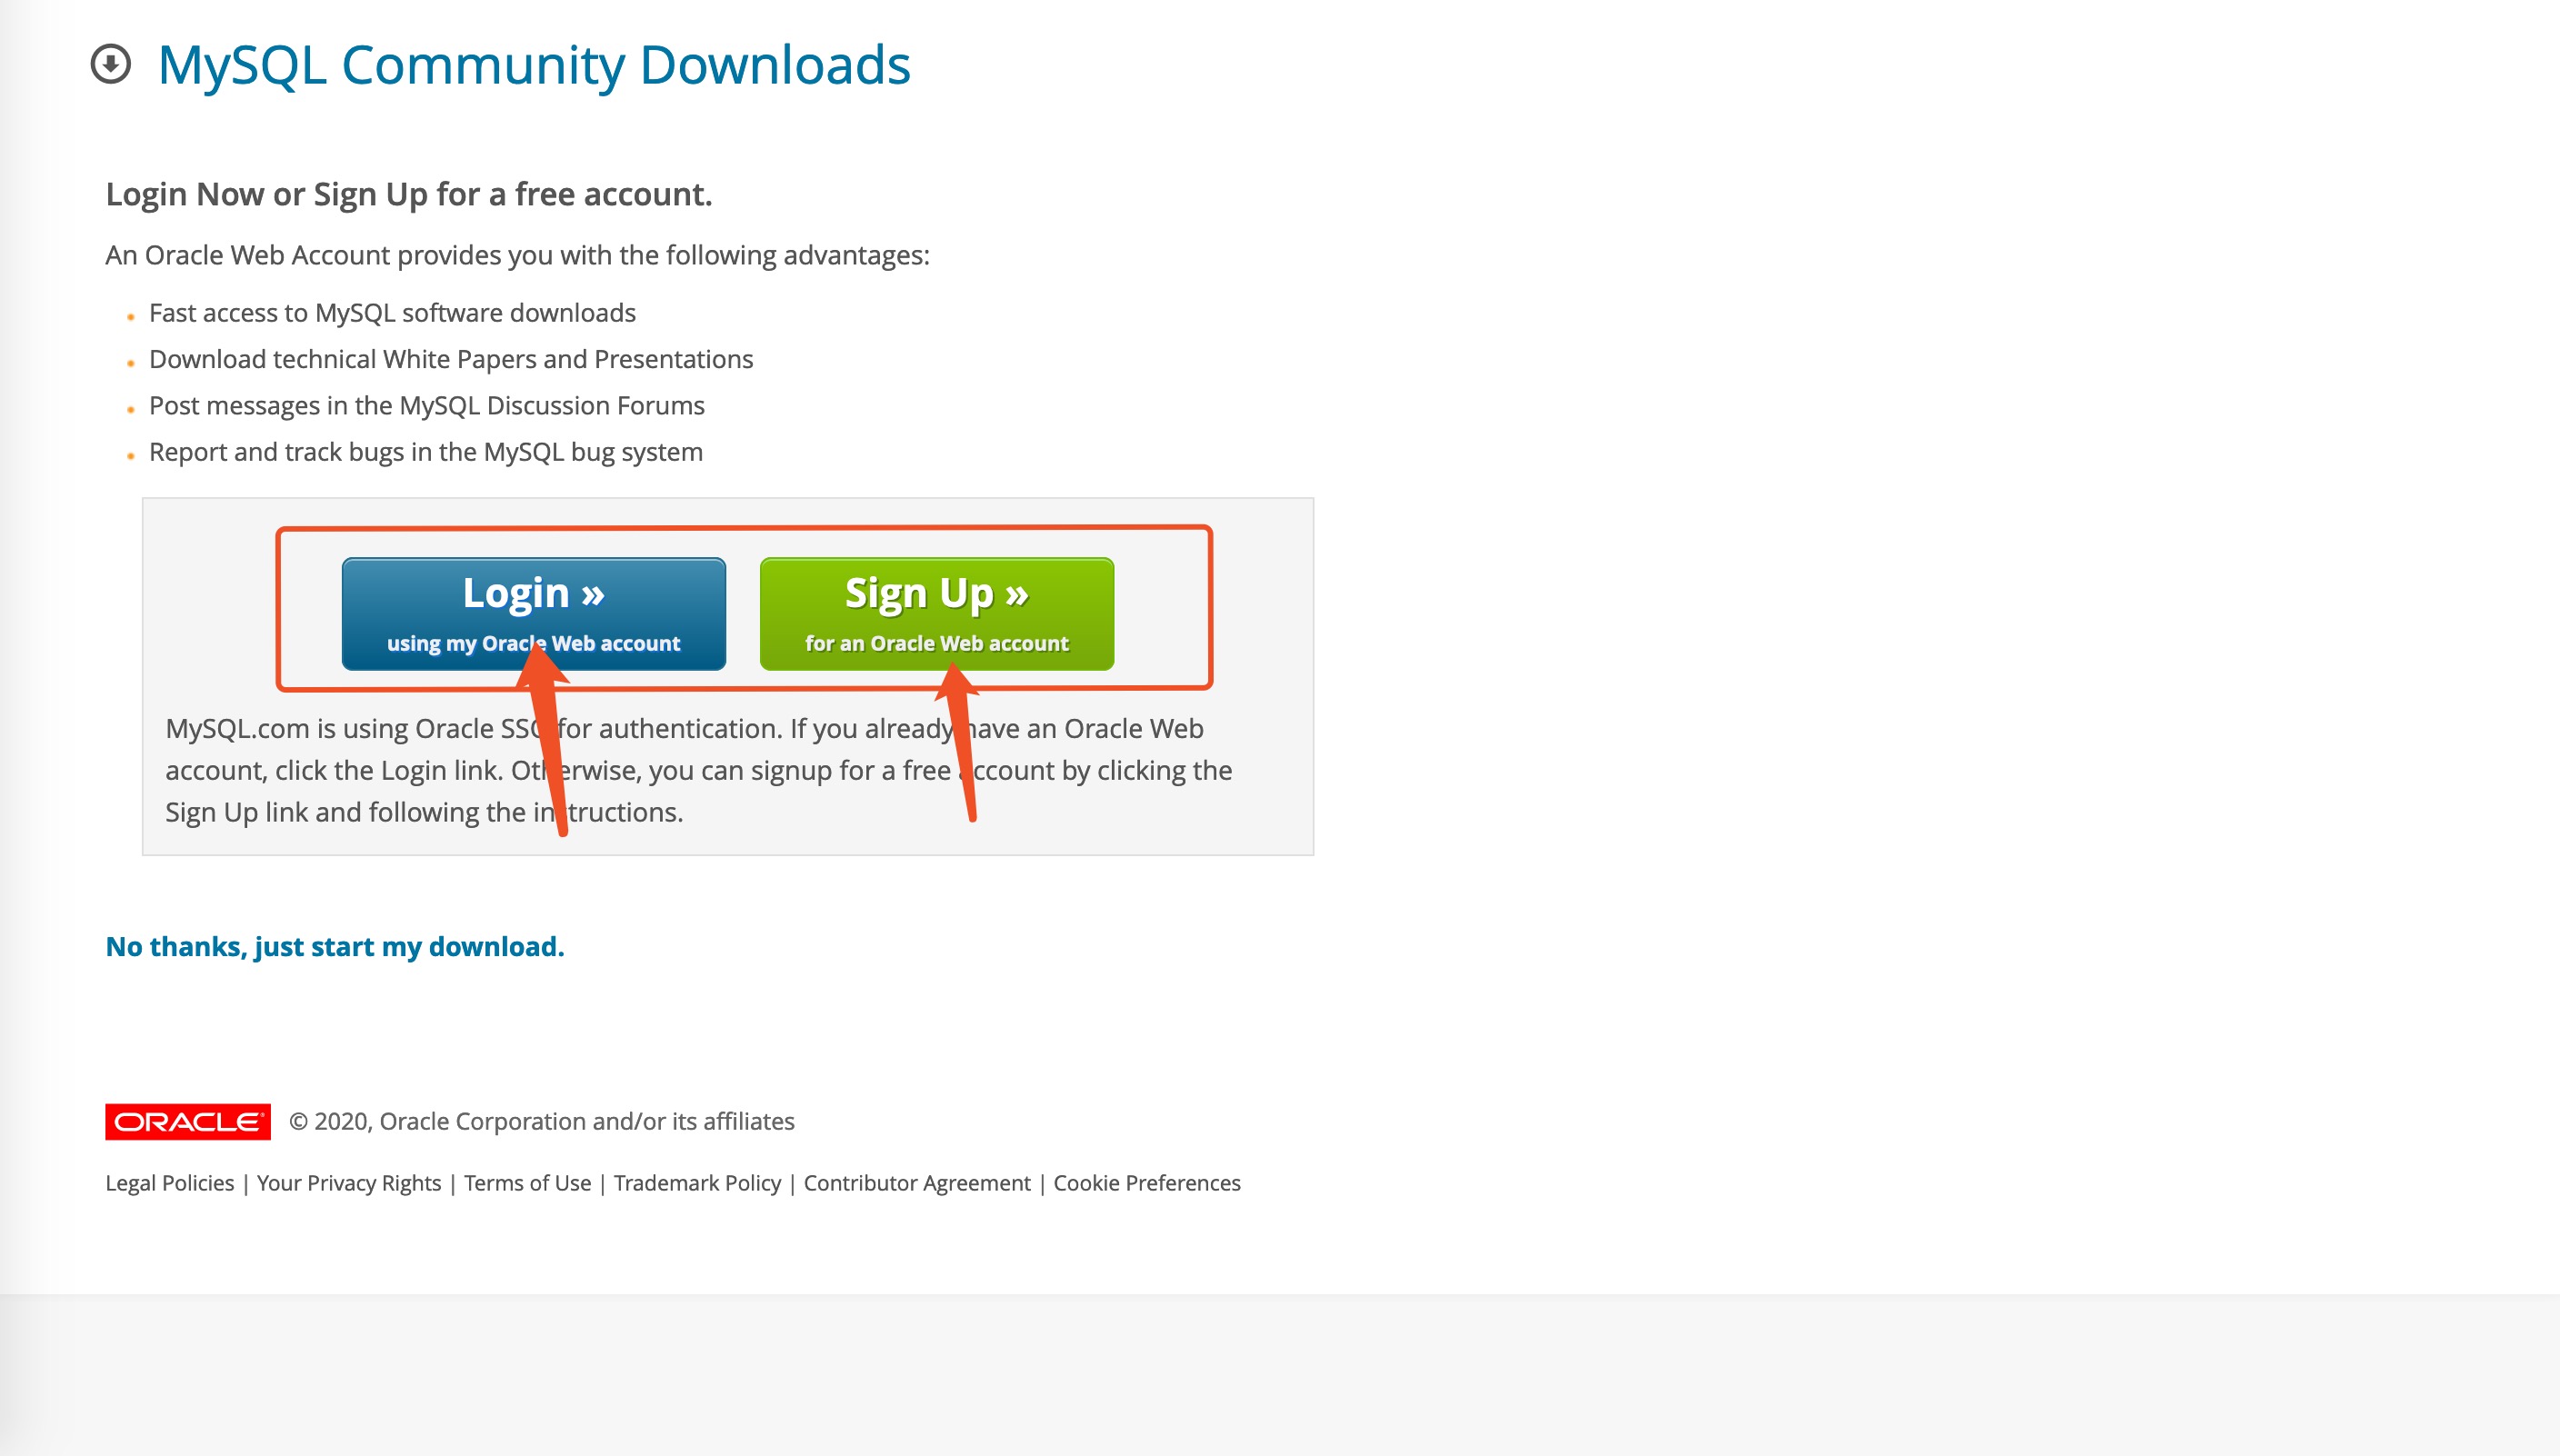 MySQL Community Downloads
Login Now or Sign Up for a free account.
An Oracle Web Account provides you with the following advantages:
Fast access to MySQL software downloads
Download technical White Papers and Presentations
Post messages in the MySQL Discussion Forums
Report and track bugs in the MySQL bug system
Login »
using my Oracle Web account
Sign Up »
for an Oracle Web account
MySQL.com is using Oracle SSO for authentication. If you already have an Oracle Web
account, click the Login link. Otherwise, you can signup for a free account by clicking the
Sign Up link and following the instructions.
No thanks, just start my download.
ORACLE® © 2020, Oracle Corporation and/or its affiliates
Legal Policies | Your Privacy Rights | Terms of Use | Trademark Policy | Contributor Agreement | Cookie Preferences